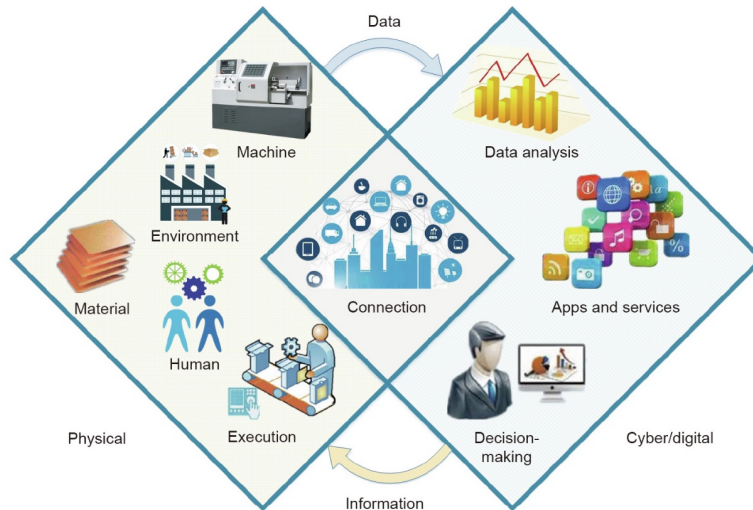 Data
Machine
Data analysis
Environment
Material
Connection
Apps and services
Human
Physical
Execution
Decision-
making
Cyber/digital
Information